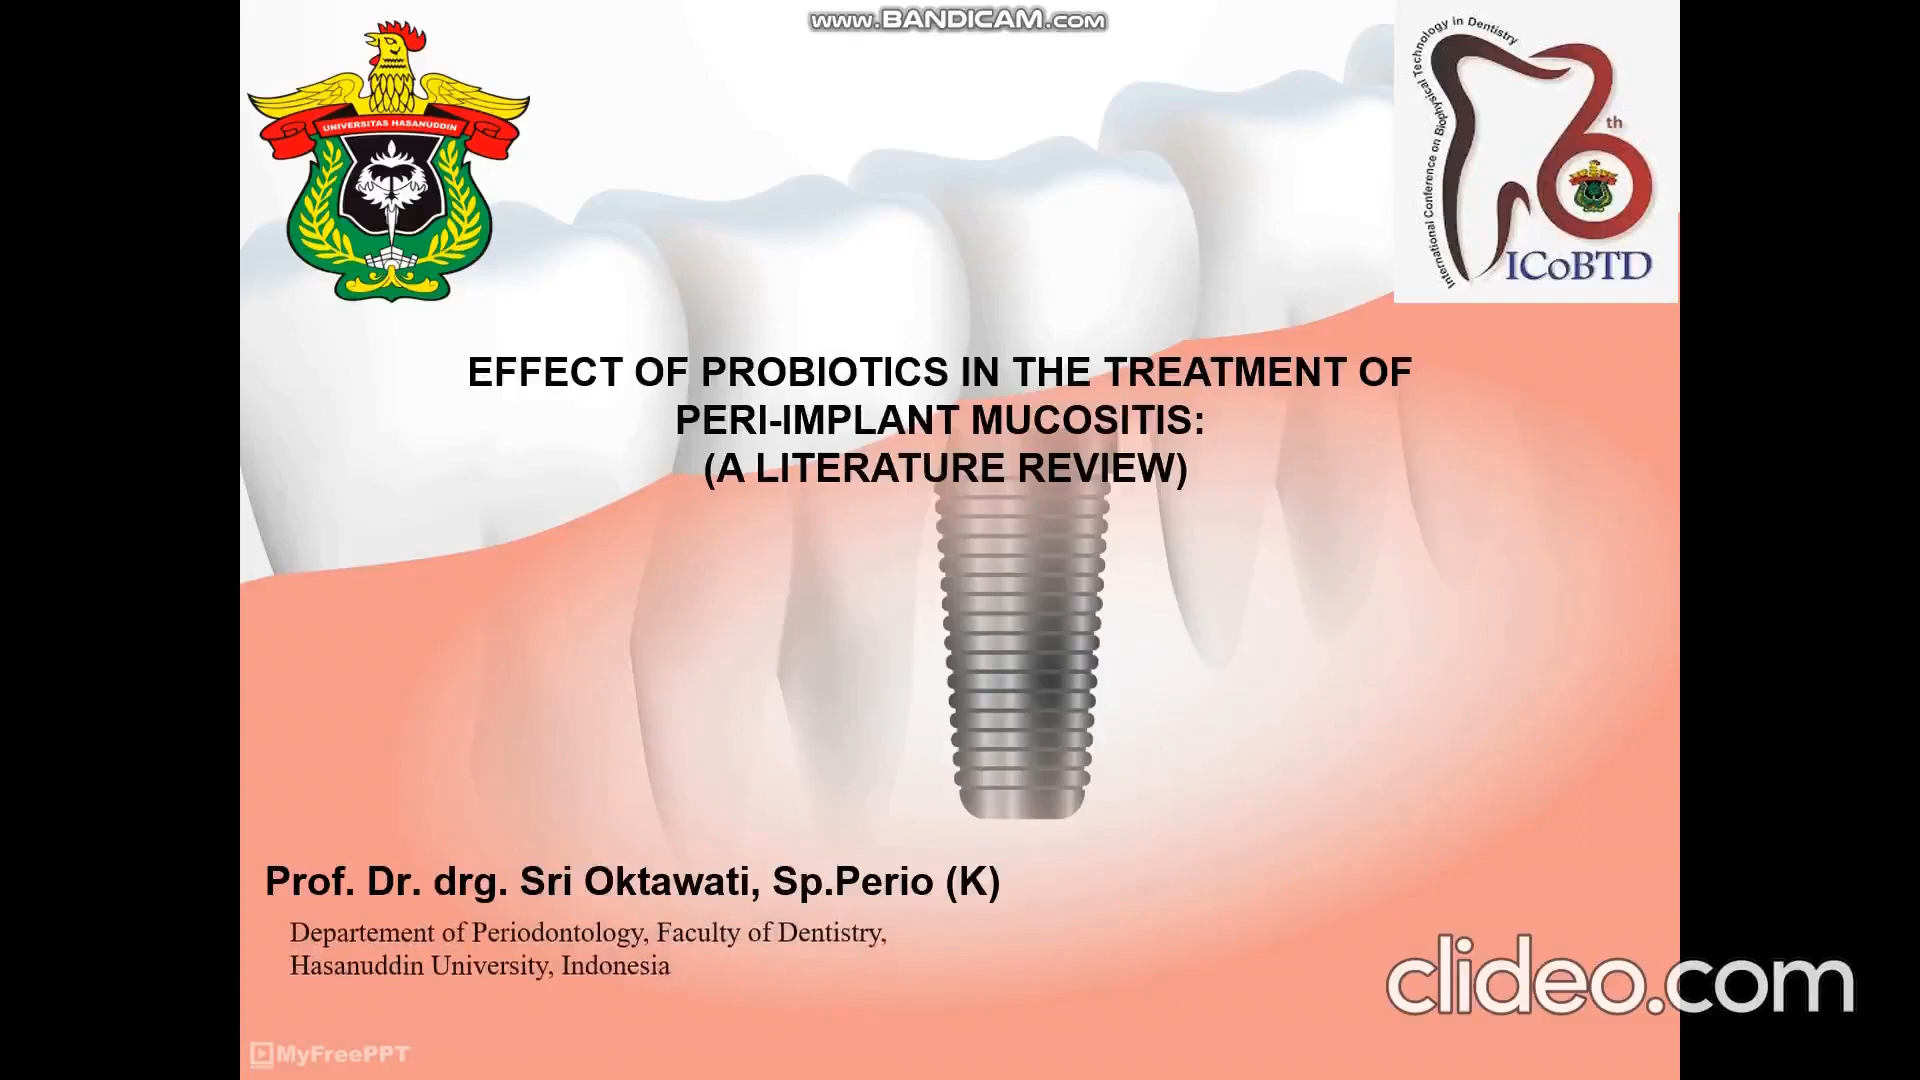 www.BANDICAM.com
UNIVERSITAS HASANUDDIN
International Conference on Biophysical Technology in Dentistry
6th
ICoBTD
EFFECT OF PROBIOTICS IN THE TREATMENT OF
PERI-IMPLANT MUCOSITIS:
(A LITERATURE REVIEW)
Prof. Dr. drg. Sri Oktawati, Sp.Perio (K)
Departement of Periodontology, Faculty of Dentistry,
Hasanuddin University, Indonesia
clideo.com
MyFreePPT